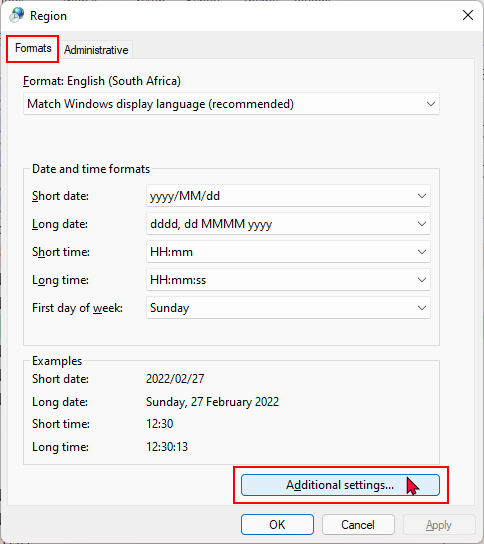 Region
Formats Administrative
Format: English (South Africa)
Match Windows display language (recommended)
Date and time formats
Short date: yyyy/MM/dd
Long date: dddd, dd MMMM yyyy
Short time: HH:mm
Long time: HH:mm:ss
First day of week: Sunday
Examples
Short date: 2022/02/27
Long date: Sunday, 27 February 2022
Short time: 12:30
Long time: 12:30:13
Additional settings...
OK Cancel Apply